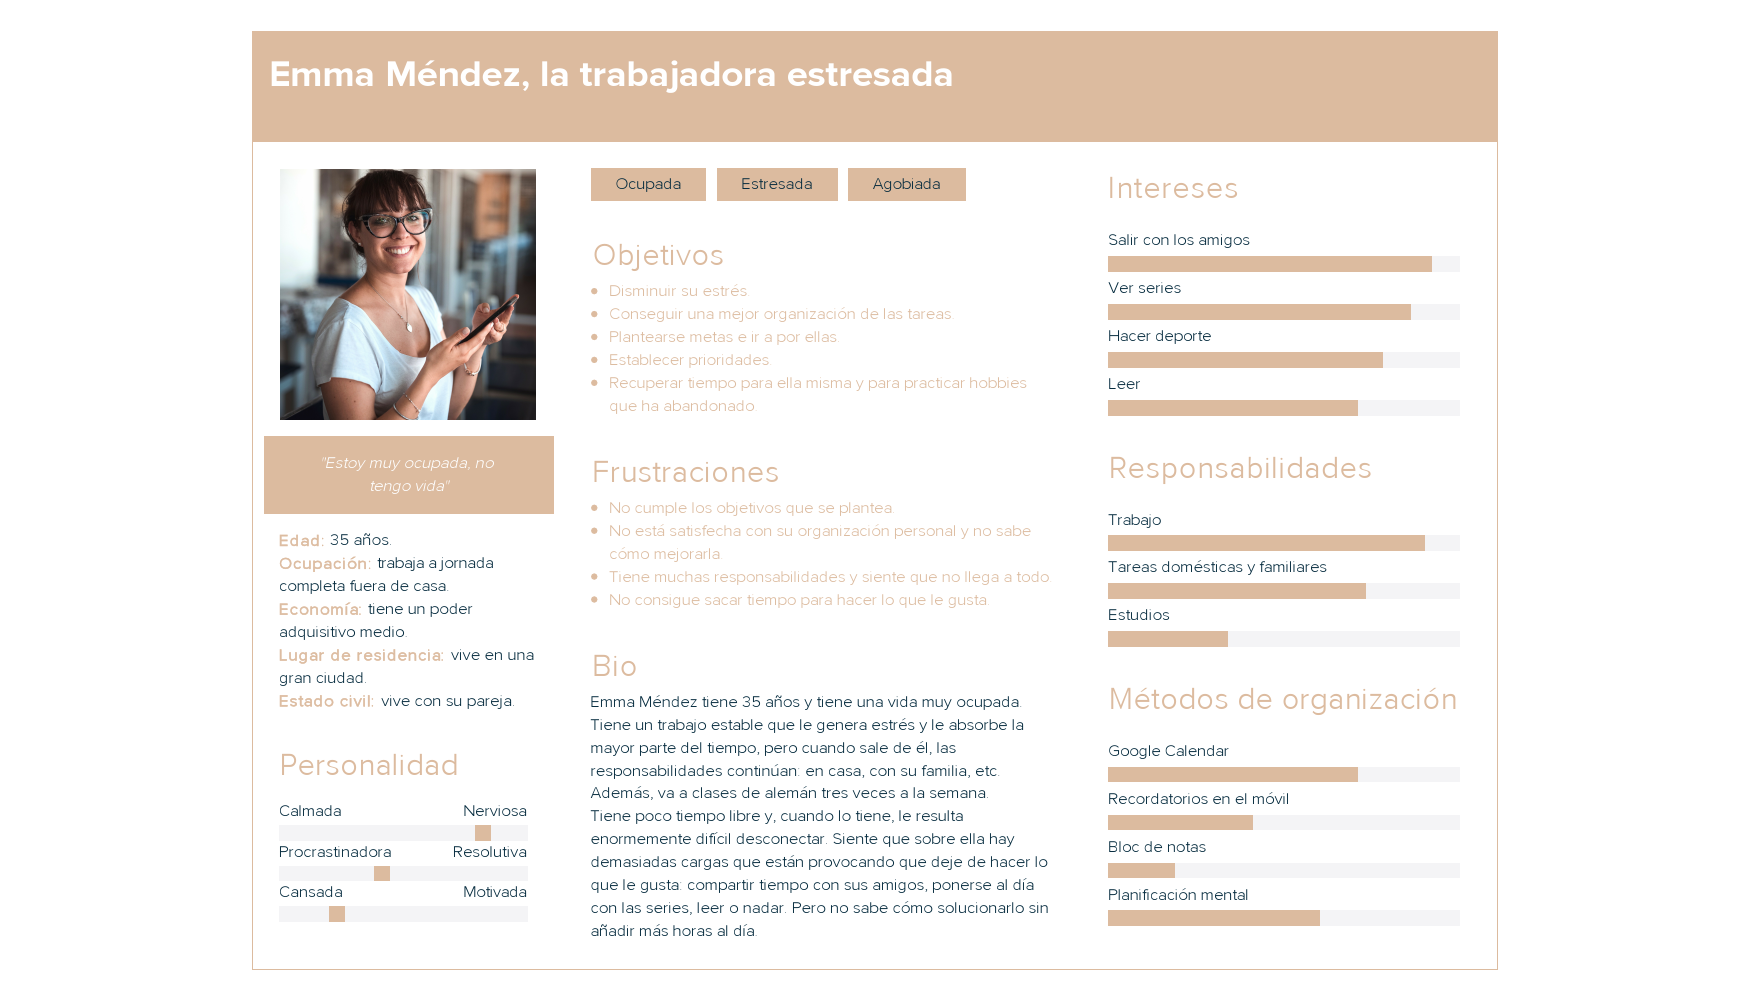 Emma Méndez, la trabajadora estresada
"Estoy muy ocupada, no
tengo vida"
Edad: 35 años.
Ocupación: trabaja a jornada
completa fuera de casa.
Economía: tiene un poder
adquisitivo medio.
Lugar de residencia: vive en una
gran ciudad.
Estado civil: vive con su pareja.
Personalidad
Calmada Nerviosa
Procrastinadora Resolutiva
Cansada Motivada
Ocupada Estresada Agobiada
Objetivos
Disminuir su estrés.
Conseguir una mejor organización de las tareas.
Plantearse metas e ir a por ellas.
Establecer prioridades.
Recuperar tiempo para ella misma y para practicar hobbies
que ha abandonado.
Frustraciones
No cumple los objetivos que se plantea.
No está satisfecha con su organización personal y no sabe
cómo mejorarla.
Tiene muchas responsabilidades y siente que no llega a todo.
No consigue sacar tiempo para hacer lo que le gusta.
Bio
Emma Méndez tiene 35 años y tiene una vida muy ocupada.
Tiene un trabajo estable que le genera estrés y le absorbe la
mayor parte del tiempo, pero cuando sale de él, las
responsabilidades continúan: en casa, con su familia, etc.
Además, va a clases de alemán tres veces a la semana.
Tiene poco tiempo libre y, cuando lo tiene, le resulta
enormemente difícil desconectar. Siente que sobre ella hay
demasiadas cargas que están provocando que deje de hacer lo
que le gusta: compartir tiempo con sus amigos, ponerse al día
con las series, leer o nadar. Pero no sabe cómo solucionarlo sin
añadir más horas al día.
Intereses
Salir con los amigos
Ver series
Hacer deporte
Leer
Responsabilidades
Trabajo
Tareas domésticas y familiares
Estudios
Métodos de organización
Google Calendar
Recordatorios en el móvil
Bloc de notas
Planificación mental